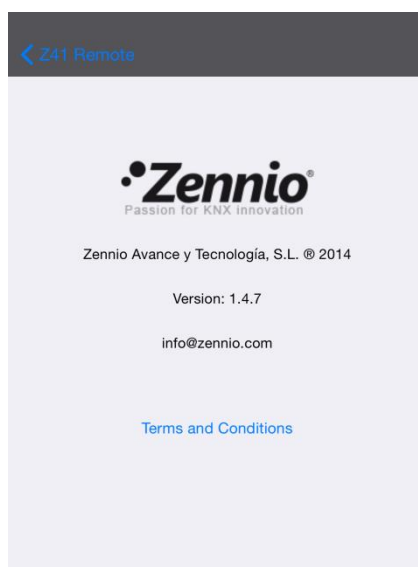 Z41 Remote
Zennio®
Passion for KNX innovation
Zennio Avance y Tecnología, S.L. ® 2014
Version: 1.4.7
info@zennio.com
Terms and Conditions